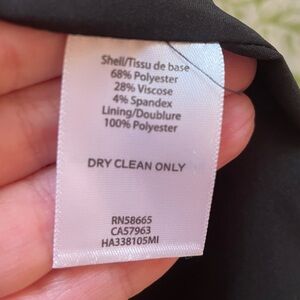 Shell/Tissu de base
68% Polyester
28% Viscose
4% Spandex
Lining/Doublure
100% Polyester
DRY CLEAN ONLY
RN58665
CA57963
HA338105MI